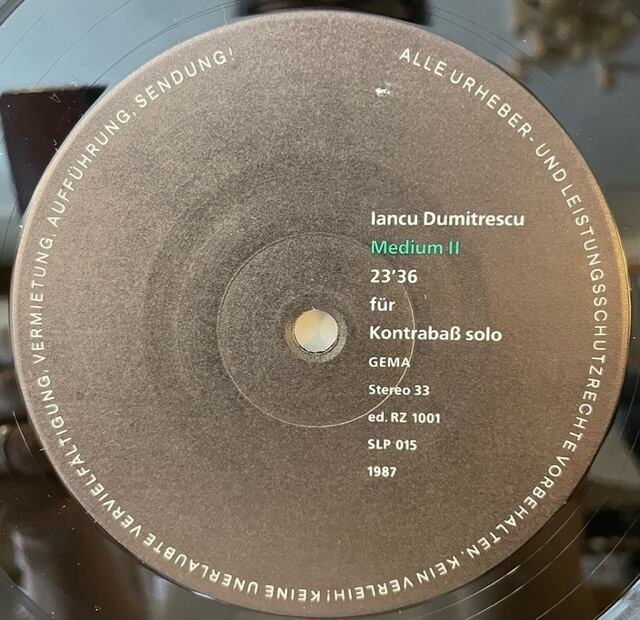 ALLE URHEBER- UND LEISTUNGSSCHUTZRECHTE VORBEHALTEN. KEIN VERLEIH! KEINE UNERLAUBTE VERVIELFÄLTIGUNG, VERMIETUNG, AUFFÜHRUNG, SENDUNG!
Iancu Dumitrescu
Medium II
23'36
für
Kontrabaß solo
GEMA
Stereo 33
ed. RZ 1001
SLP 015
1987